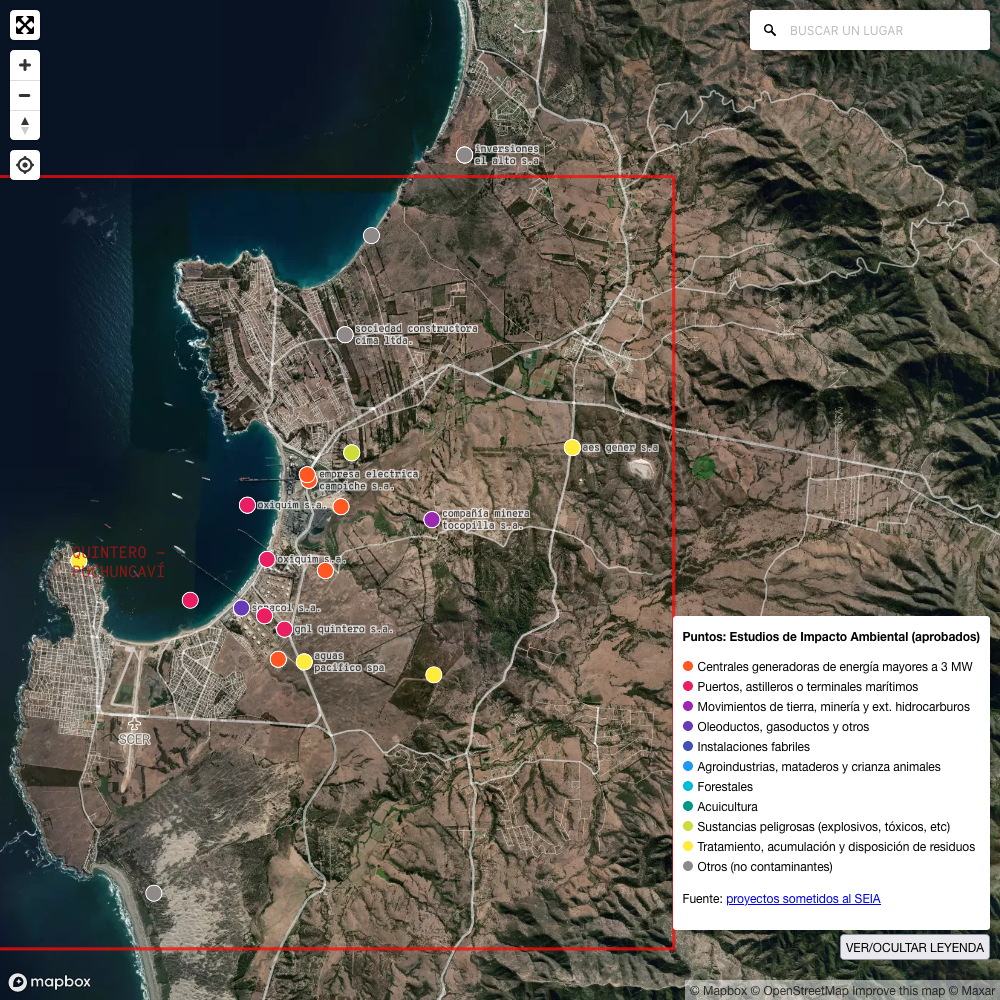 BUSCAR UN LUGAR
inversiones
el alto s.a
sociedad constructora
cima ltda.
aes gener s.a
empresa electrica
campiche s.a.
oxiquim s.a.
compañia minera
tocopilla s.a.
QUINTERO –
PUCHUNCAVÍ
oxiquim s.a.
sonacol s.a.
gnl quintero s.a.
aguas
pacifico spa
SCER
Puntos: Estudios de Impacto Ambiental (aprobados)
Centrales generadoras de energía mayores a 3 MW
Puertos, astilleros o terminales marítimos
Movimientos de tierra, minería y ext. hidrocarburos
Oleoductos, gasoductos y otros
Instalaciones fabriles
Agroindustrias, mataderos y crianza animales
Forestales
Acuicultura
Sustancias peligrosas (explosivos, tóxicos, etc)
Tratamiento, acumulación y disposición de residuos
Otros (no contaminantes)
Fuente: proyectos sometidos al SEIA
VER/OCULTAR LEYENDA
mapbox
© Mapbox © OpenStreetMap Improve this map © Maxar